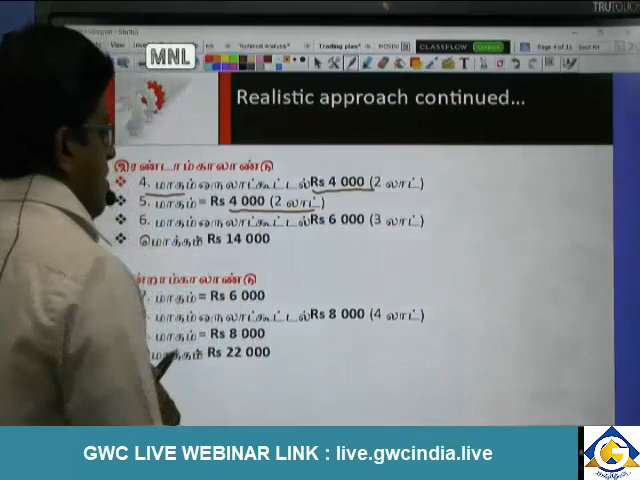 TRUTOUCH
View
Technical Analysis*
Trading plan*
CLASSFLOW
MNL
Realistic approach continued...
இரண்டாம்காலாண்டு
4. மாதம்ஒருலாட்கூட்டல்Rs 4 000 (2 லாட்)
5. மாதம்= Rs 4 000 (2 லாட்)
6. மாதம்ஒருலாட்கூட்டல்Rs 6 000 (3 லாட்)
மொத்தம் Rs 14 000
ன்றாம்காலாண்டு
மாதம்= Rs 6 000
மாதம்ஒருலாட்கூட்டல்Rs 8 000 (4 லாட்)
மாதம்= Rs 8 000
மொத்தம் Rs 22 000
GWC LIVE WEBINAR LINK : live.gwcindia.live